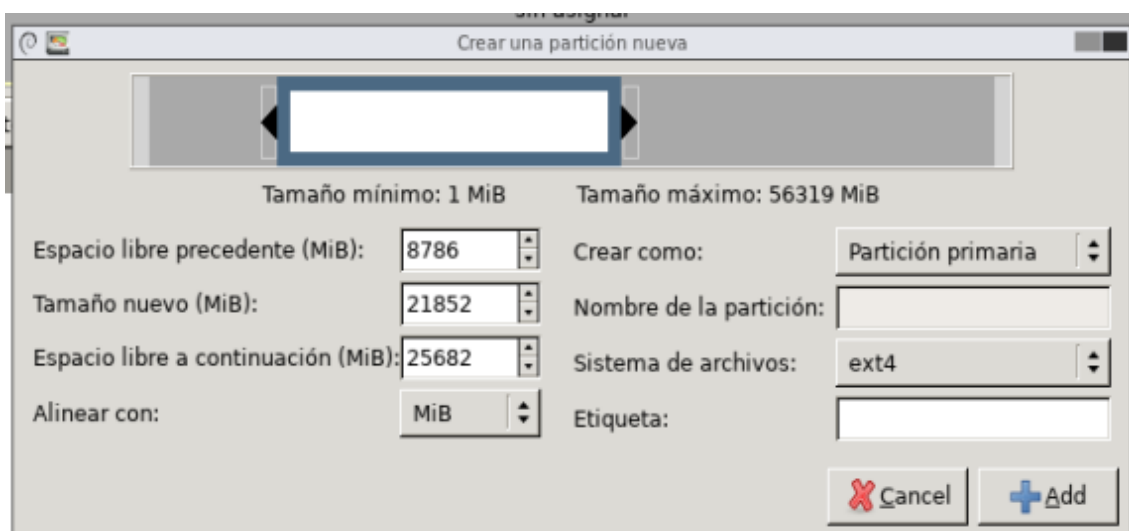 sin asignar
Crear una partición nueva
Tamaño mínimo: 1 MiB Tamaño máximo: 56319 MiB
Espacio libre precedente (MiB): 8786 Crear como: Partición primaria
Tamaño nuevo (MiB): 21852 Nombre de la partición:
Espacio libre a continuación (MiB): 25682 Sistema de archivos: ext4
Alinear con: MiB Etiqueta:
Cancel Add